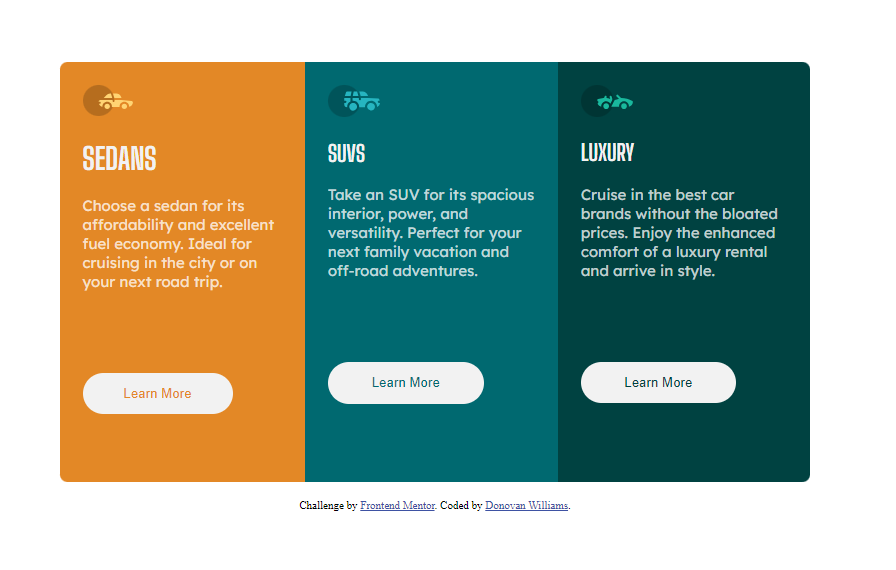 SEDANS
Choose a sedan for its
affordability and excellent
fuel economy. Ideal for
cruising in the city or on
your next road trip.
Learn More
SUVS
Take an SUV for its spacious
interior, power, and
versatility. Perfect for your
next family vacation and
off-road adventures.
Learn More
LUXURY
Cruise in the best car
brands without the bloated
prices. Enjoy the enhanced
comfort of a luxury rental
and arrive in style.
Learn More
Challenge by Frontend Mentor. Coded by Donovan Williams.